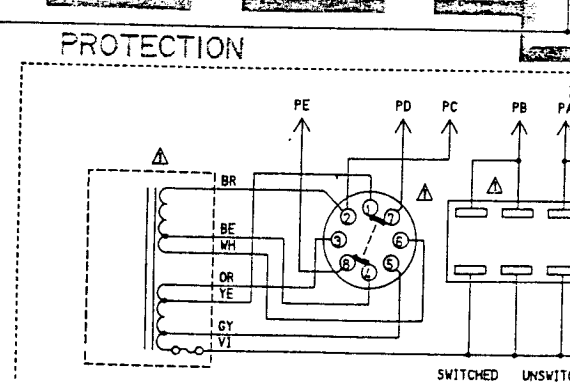 PROTECTION
PE PD PC PB PA
BR
BE
WH
OR
YE
GY
VI
1
2 7
3 6
8 5
4
SWITCHED